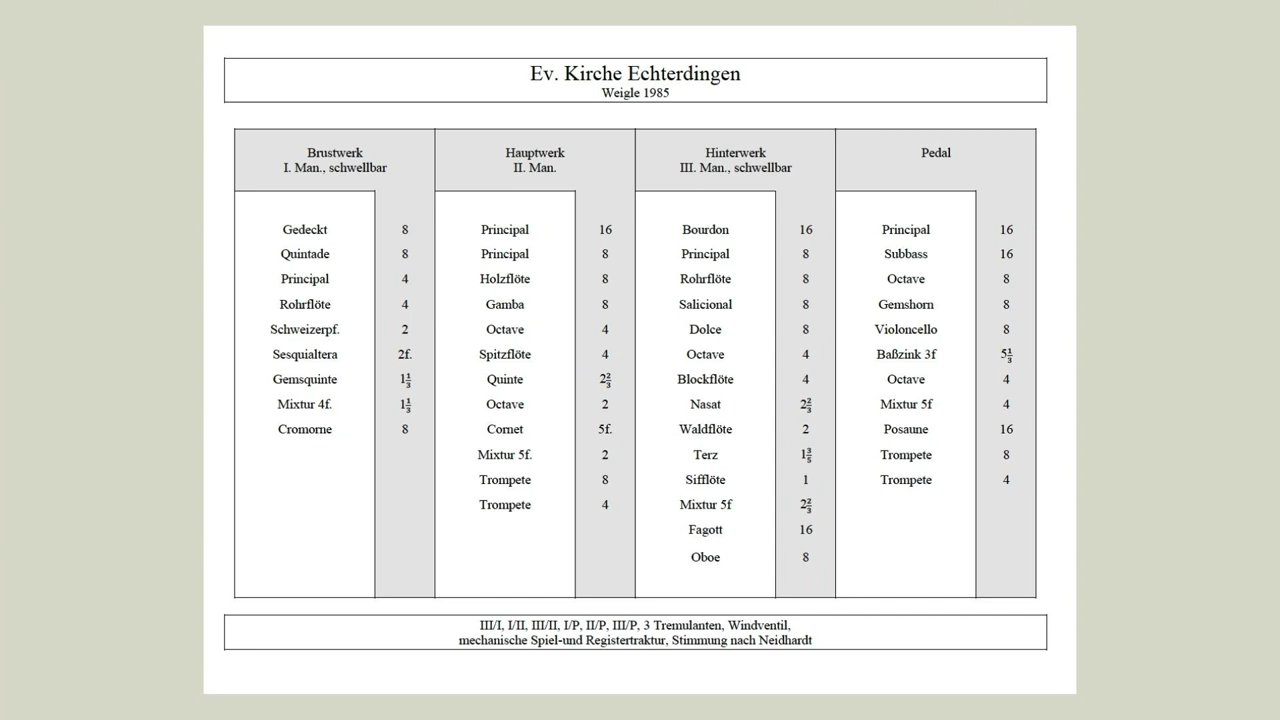 Ev. Kirche Echterdingen
Weigle 1985
Brustwerk
I. Man., schwellbar
Gedeckt 8
Quintade 8
Principal 4
Rohrflöte 4
Schweizerpf. 2
Sesquialtera 2f.
Gemsquinte 1⅓
Mixtur 4f. 1⅓
Cromorne 8
Hauptwerk
II. Man.
Principal 16
Principal 8
Holzflöte 8
Gamba 8
Octave 4
Spitzflöte 4
Quinte 2⅔
Octave 2
Cornet 5f.
Mixtur 5f. 2
Trompete 8
Trompete 4
Hinterwerk
III. Man., schwellbar
Bourdon 16
Principal 8
Rohrflöte 8
Salicional 8
Dolce 8
Octave 4
Blockflöte 4
Nasat 2⅔
Waldflöte 2
Terz 1⅗
Sifflöte 1
Mixtur 5f 2⅔
Fagott 16
Oboe 8
Pedal
Principal 16
Subbass 16
Octave 8
Gemshorn 8
Violoncello 8
Baßzink 3f 5⅓
Octave 4
Mixtur 5f 4
Posaune 16
Trompete 8
Trompete 4
III/I, I/II, III/II, I/P, II/P, III/P, 3 Tremulanten, Windventil,
mechanische Spiel-und Registertraktur, Stimmung nach Neidhardt